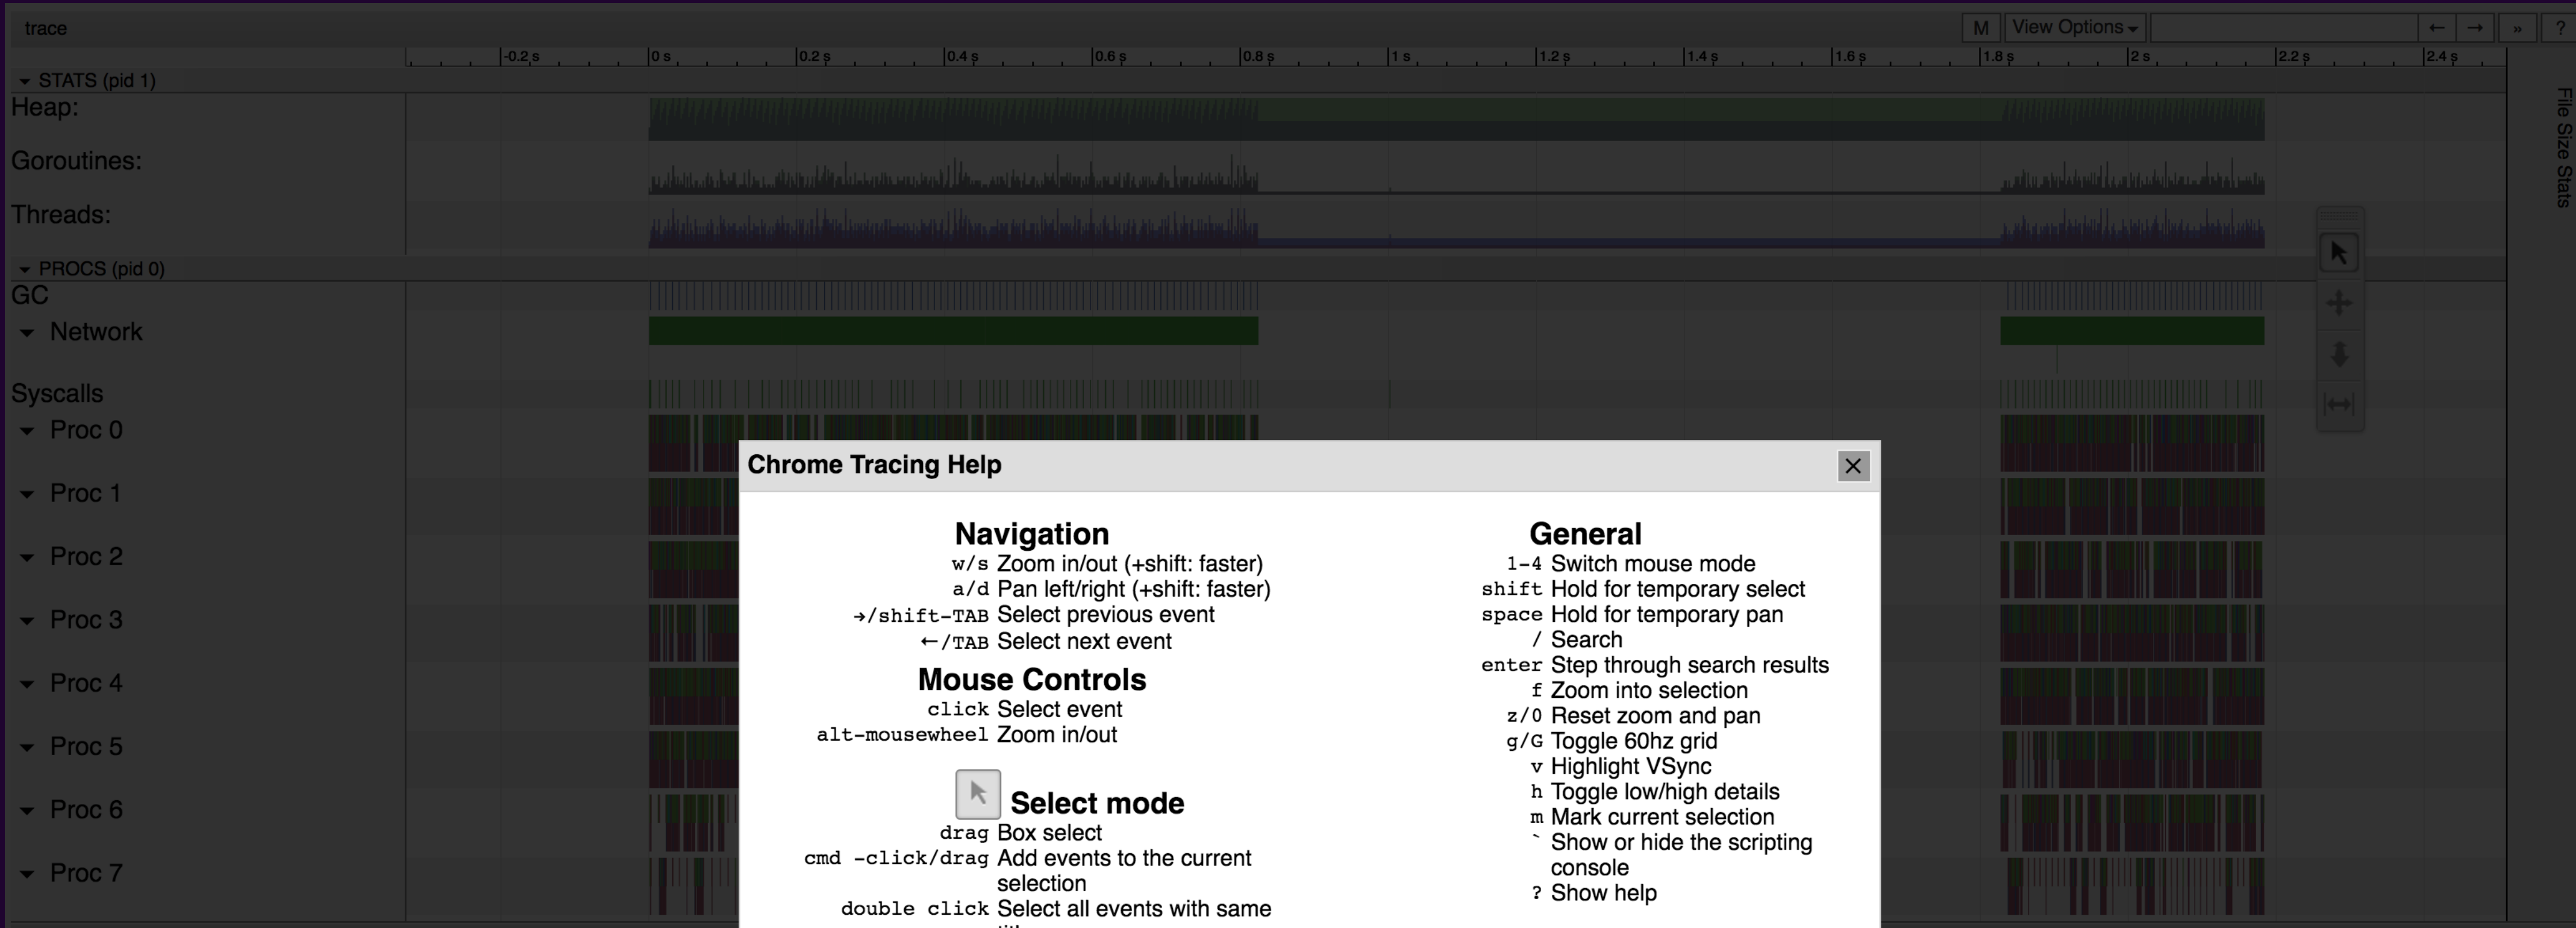 trace
M
View Options
← → » ?
-0.2 s 0 s 0.2 s 0.4 s 0.6 s 0.8 s 1 s 1.2 s 1.4 s 1.6 s 1.8 s 2 s 2.2 s 2.4 s
STATS (pid 1)
Heap:
Goroutines:
Threads:
PROCS (pid 0)
GC
Network
Syscalls
Proc 0
Proc 1
Proc 2
Proc 3
Proc 4
Proc 5
Proc 6
Proc 7
File Size Stats
Chrome Tracing Help
Navigation
w/s Zoom in/out (+shift: faster)
a/d Pan left/right (+shift: faster)
→/shift-TAB Select previous event
←/TAB Select next event
Mouse Controls
click Select event
alt-mousewheel Zoom in/out
Select mode
drag Box select
cmd -click/drag Add events to the current
selection
double click Select all events with same
General
1-4 Switch mouse mode
shift Hold for temporary select
space Hold for temporary pan
/ Search
enter Step through search results
f Zoom into selection
z/0 Reset zoom and pan
g/G Toggle 60hz grid
v Highlight VSync
h Toggle low/high details
m Mark current selection
` Show or hide the scripting
console
? Show help